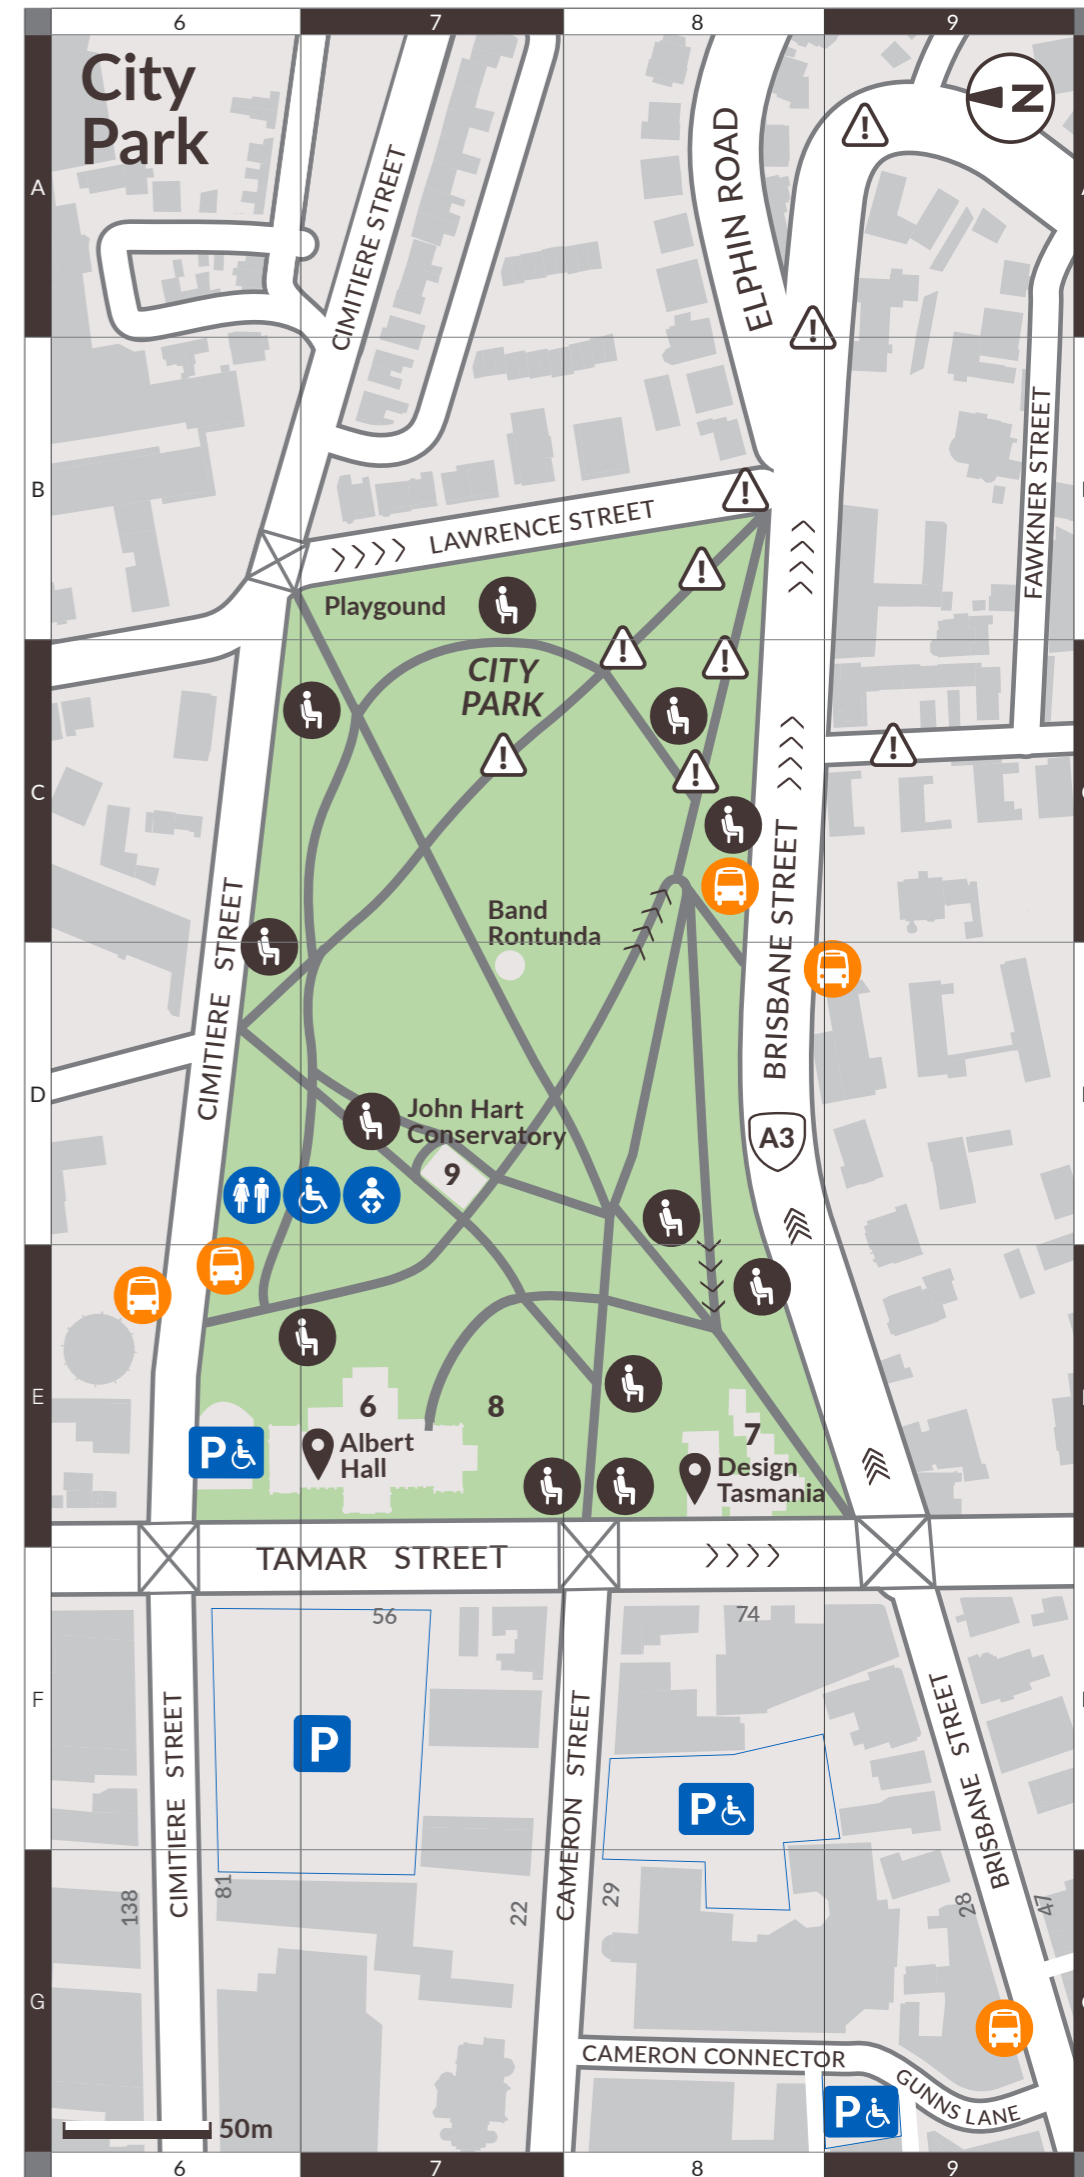 6 7 8 9
City
Park
N
A
CIMITIERE STREET
ELPHIN ROAD
B
LAWRENCE STREET
FAWKNER STREET
Playgound
CITY
PARK
C
Band
Rontunda
CIMITIERE STREET
BRISBANE STREET
D
John Hart
Conservatory
9
A3
E
6
8
7
Albert
Hall
Design
Tasmania
P
TAMAR STREET
56
74
F
P
P
CIMITIERE STREET
CAMERON STREET
BRISBANE STREET
138
81
22
29
28
47
G
CAMERON CONNECTOR
GUNNS LANE
P
50m
6 7 8 9